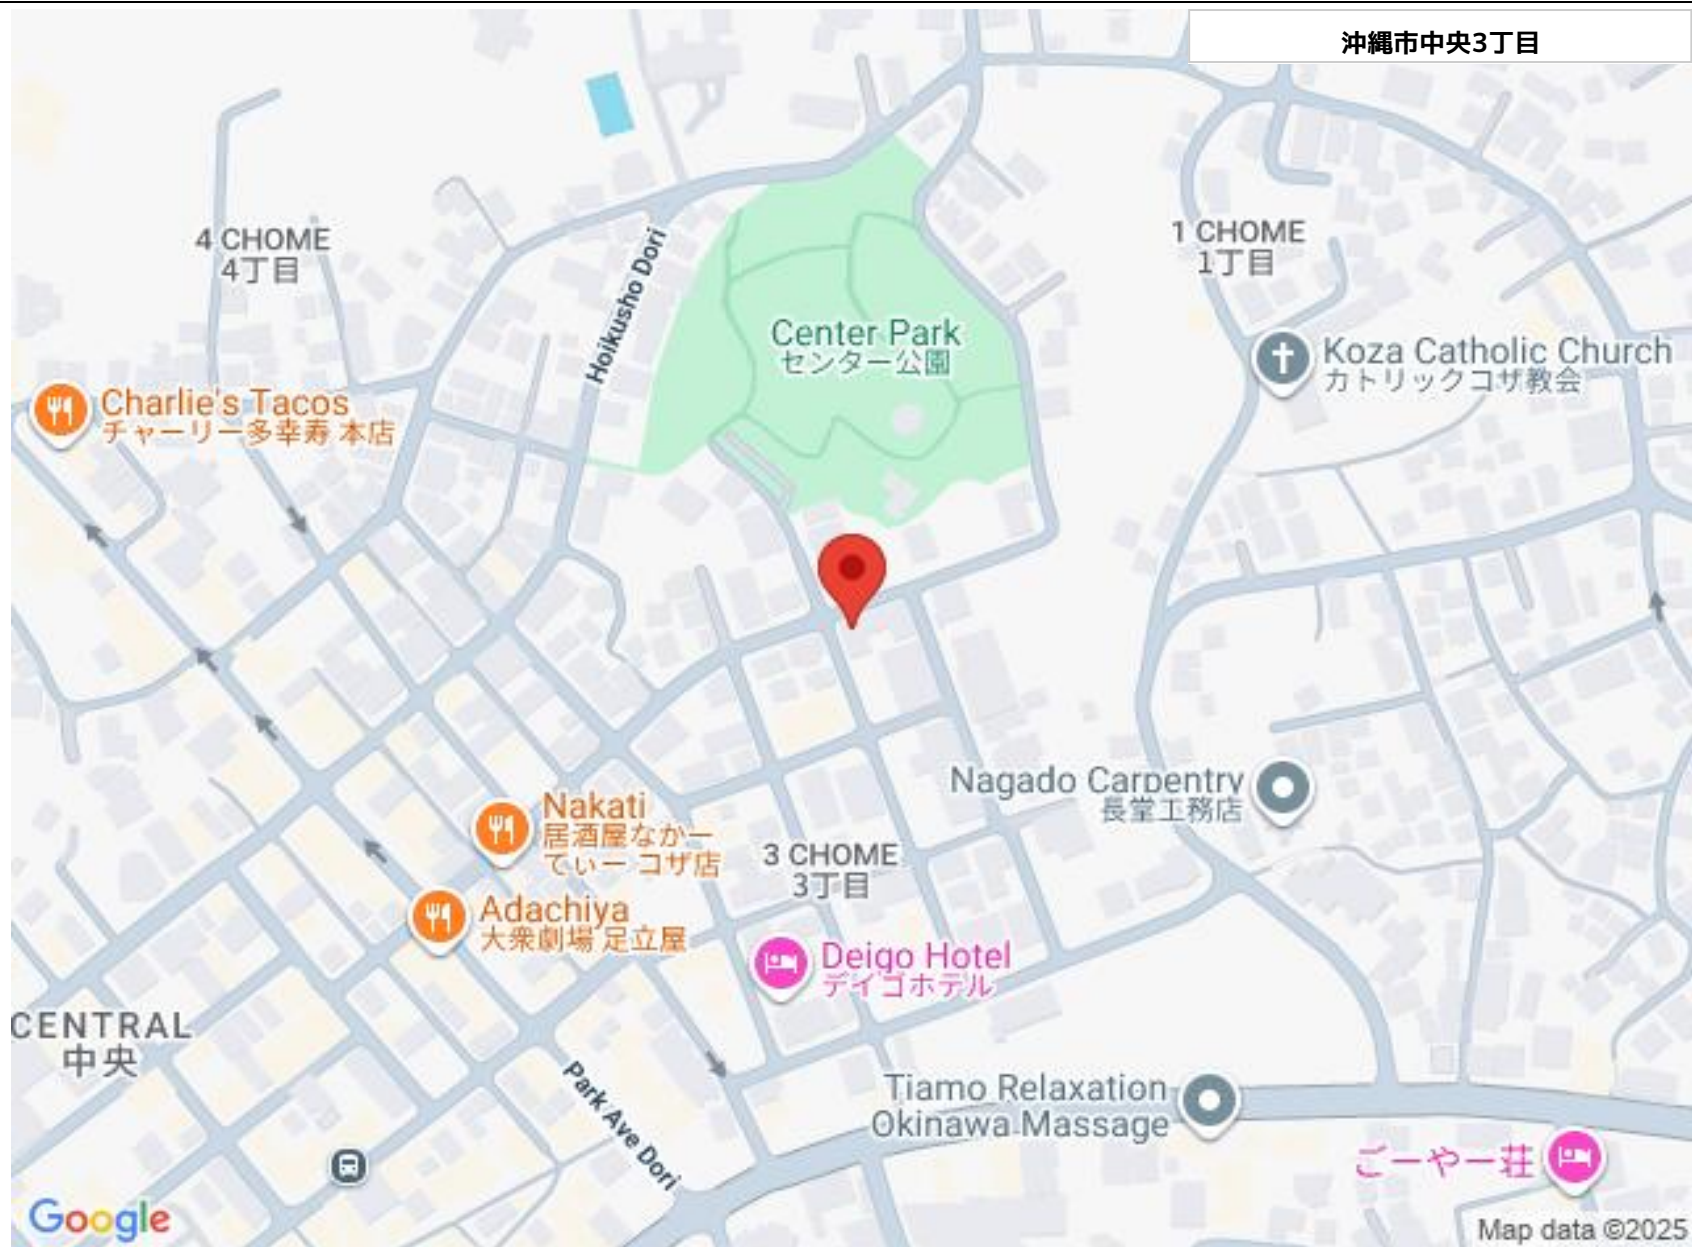 沖縄市中央3丁目
4 CHOME
4丁目
1 CHOME
1丁目
Hoikusho Dori
Center Park
センター公園
Koza Catholic Church
カトリックコザ教会
Charlie's Tacos
チャーリー多幸寿 本店
Nagado Carpentry
長堂工務店
Nakati
居酒屋なかー
てぃー コザ店
3 CHOME
3丁目
Adachiya
大衆劇場 足立屋
Deigo Hotel
デイゴホテル
CENTRAL
中央
Park Ave Dori
Tiamo Relaxation
Okinawa Massage
ごーやー荘
Google
Map data ©2025